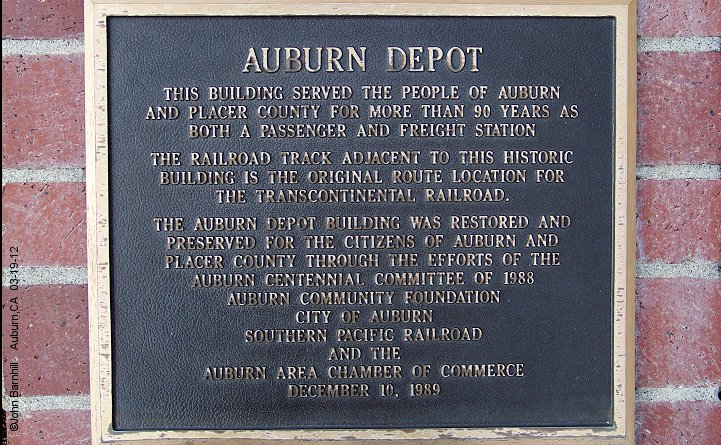 AUBURN DEPOT
THIS BUILDING SERVED THE PEOPLE OF AUBURN
AND PLACER COUNTY FOR MORE THAN 90 YEARS AS
BOTH A PASSENGER AND FREIGHT STATION
THE RAILROAD TRACK ADJACENT TO THIS HISTORIC
BUILDING IS THE ORIGINAL ROUTE LOCATION FOR
THE TRANSCONTINENTAL RAILROAD.
THE AUBURN DEPOT BUILDING WAS RESTORED AND
PRESERVED FOR THE CITIZENS OF AUBURN AND
PLACER COUNTY THROUGH THE EFFORTS OF THE
AUBURN CENTENNIAL COMMITTEE OF 1988
AUBURN COMMUNITY FOUNDATION
CITY OF AUBURN
SOUTHERN PACIFIC RAILROAD
AND THE
AUBURN AREA CHAMBER OF COMMERCE
DECEMBER 10, 1989
©John Barnhill Auburn,CA 03-19-12